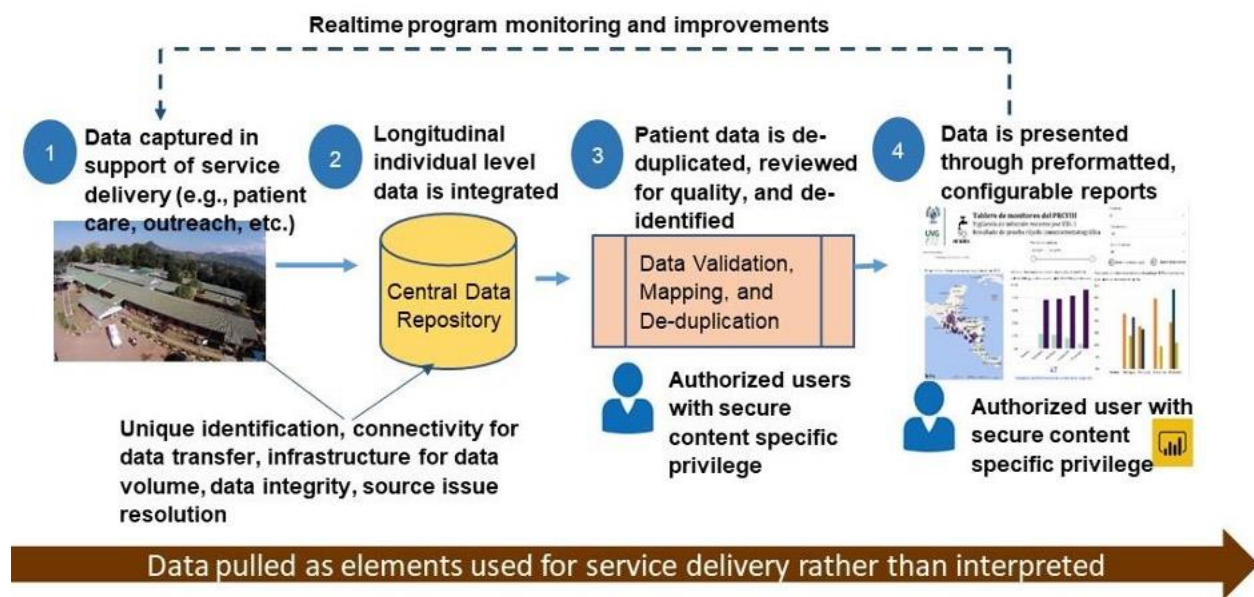 Realtime program monitoring and improvements
1
Data captured in
support of service
delivery (e.g., patient
care, outreach, etc.)
2
Longitudinal
individual level
data is integrated
3
Patient data is de-
duplicated, reviewed
for quality, and de-
identified
4
Data is presented
through preformatted,
configurable reports
Central Data
Repository
Data Validation,
Mapping, and
De-duplication
UVG
Tablero de monitoreo del PRCVIH
Authorized users
with secure
content specific
privilege
Authorized user with
secure content
specific privilege
Unique identification, connectivity for
data transfer, infrastructure for data
volume, data integrity, source issue
resolution
Data pulled as elements used for service delivery rather than interpreted